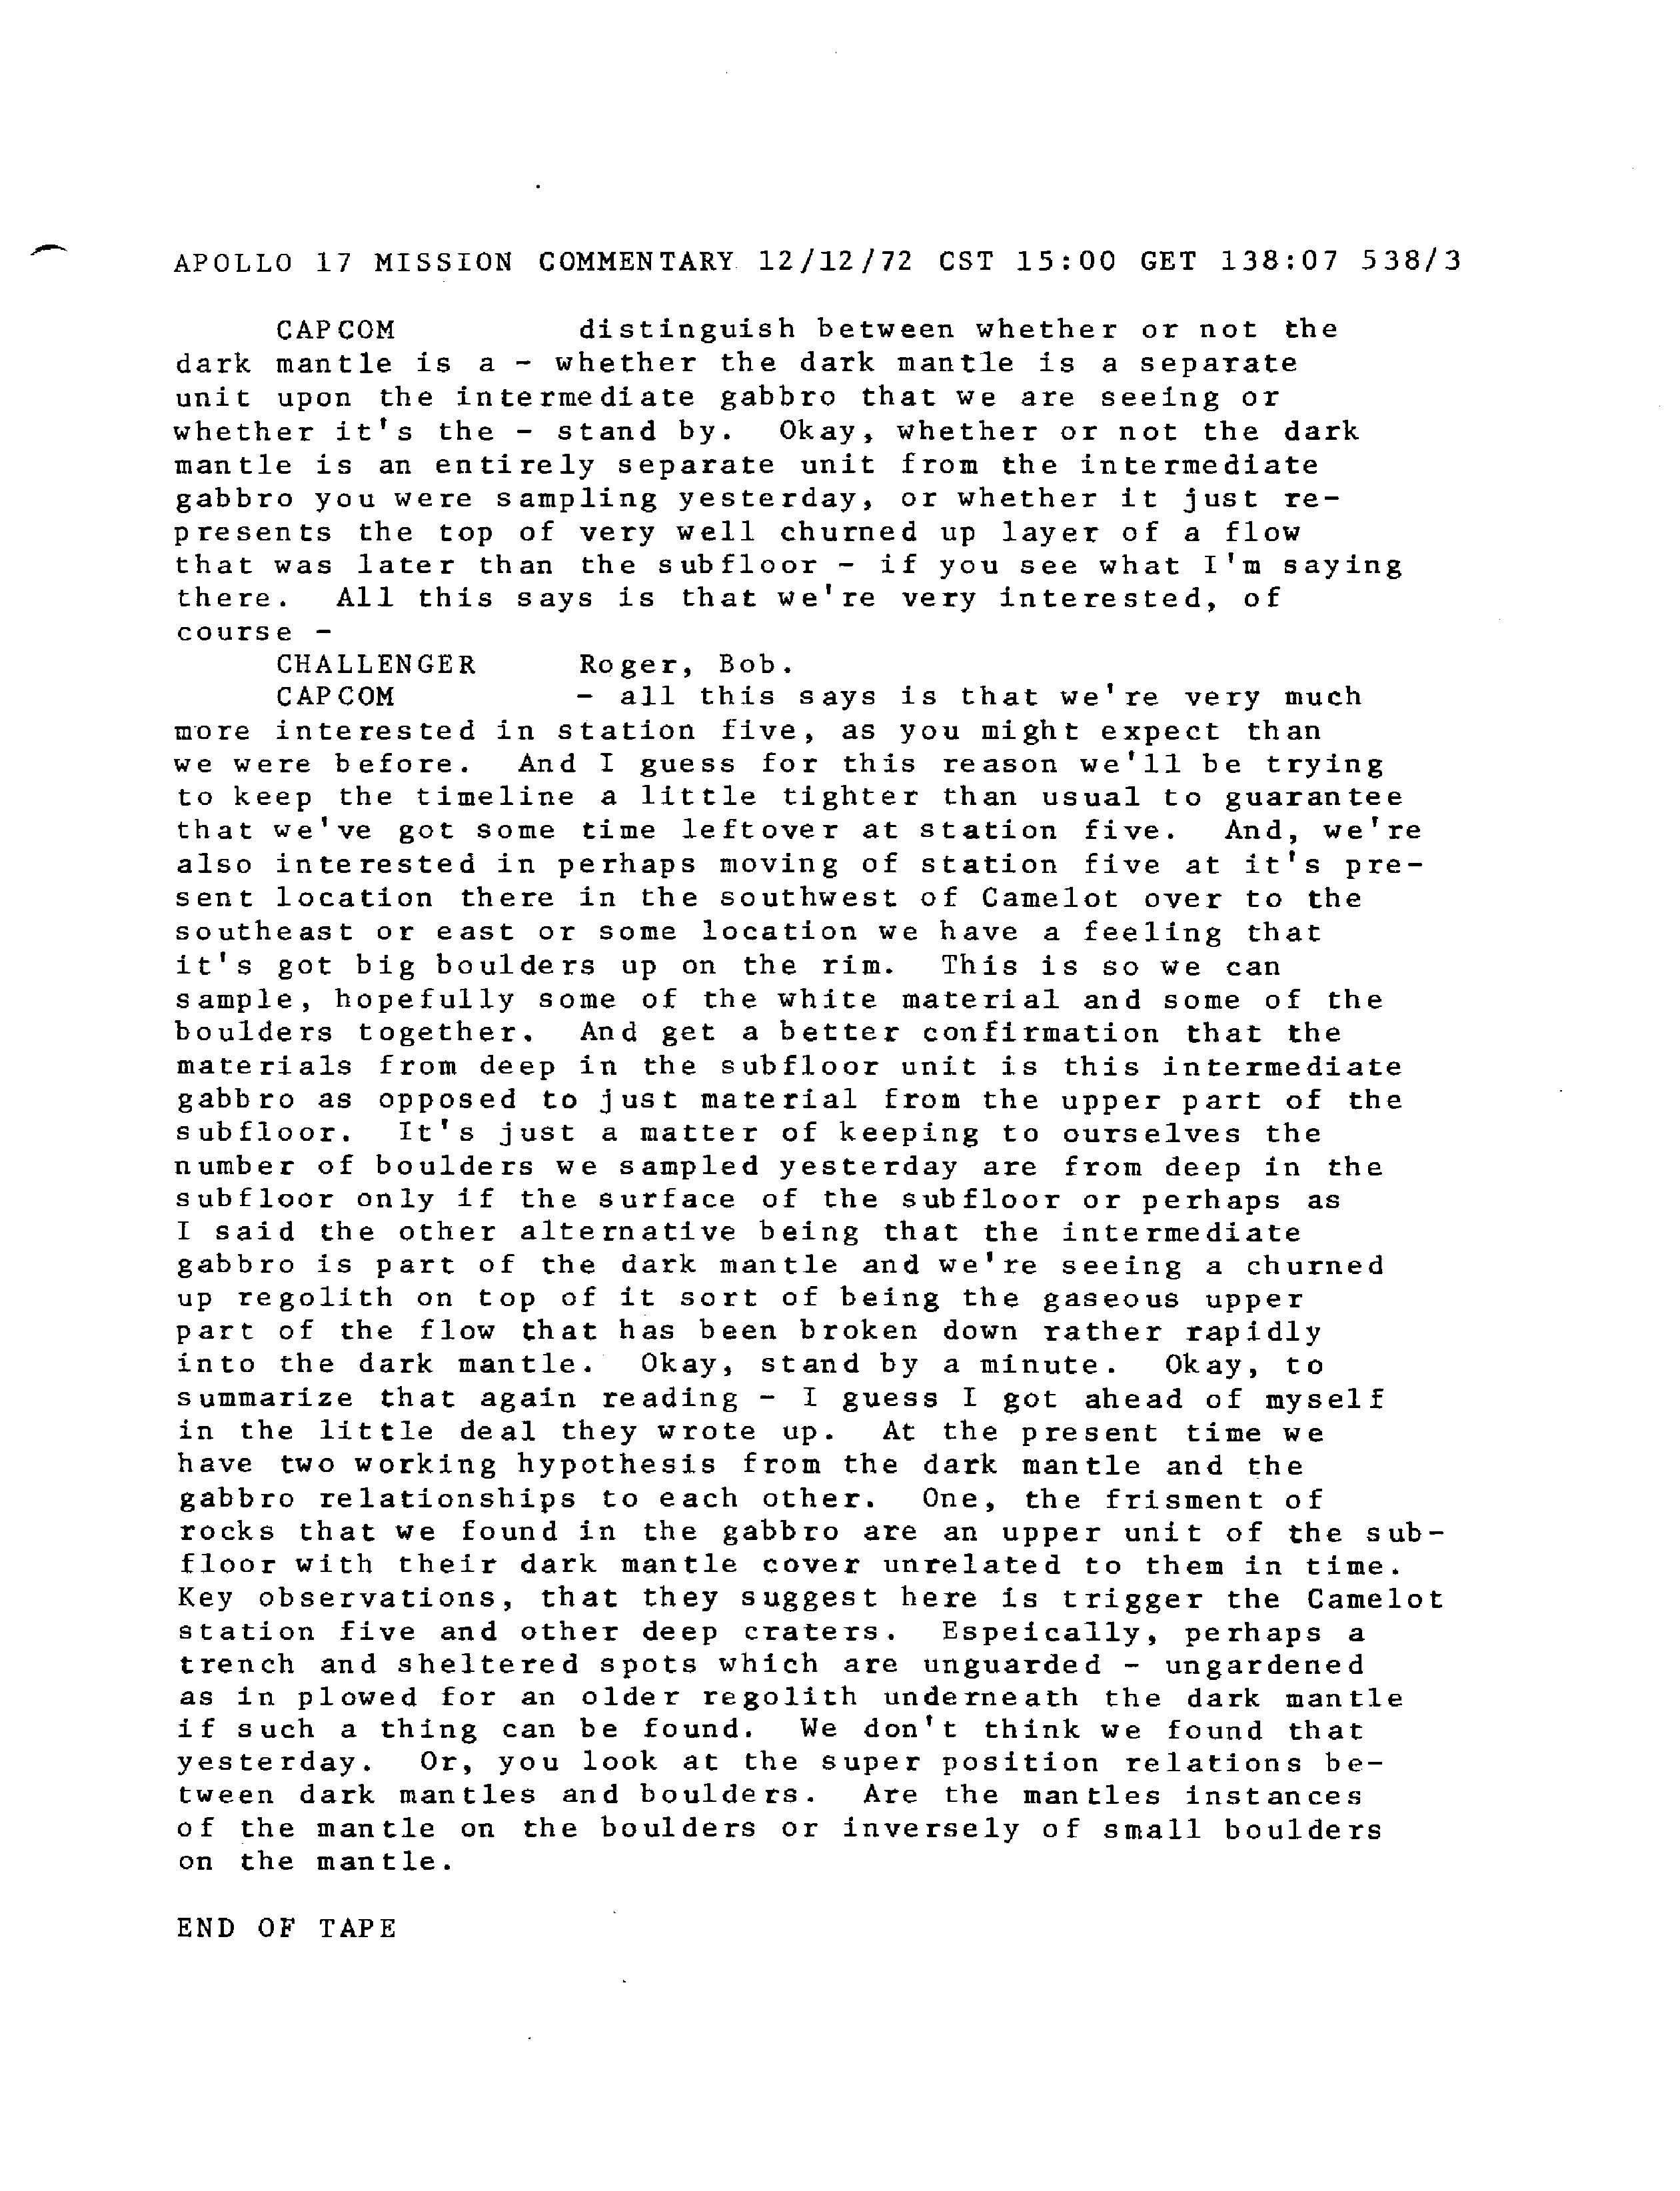 APOLLO 17 MISSION COMMENTARY 12/12/72 CST 15:00 GET 138:07 538/3
CAPCOM distinguish between whether or not the
dark mantle is a - whether the dark mantle is a separate
unit upon the intermediate gabbro that we are seeing or
whether it's the - stand by. Okay, whether or not the dark
mantle is an entirely separate unit from the intermediate
gabbro you were sampling yesterday, or whether it just re-
presents the top of very well churned up layer of a flow
that was later than the subfloor - if you see what I'm saying
there. All this says is that we're very interested, of
course -
CHALLENGER Roger, Bob.
CAPCOM - all this says is that we're very much
more interested in station five, as you might expect than
we were before. And I guess for this reason we'll be trying
to keep the timeline a little tighter than usual to guarantee
that we've got some time leftover at station five. And, we're
also interested in perhaps moving of station five at it's pre-
sent location there in the southwest of Camelot over to the
southeast or east or some location we have a feeling that
it's got big boulders up on the rim. This is so we can
sample, hopefully some of the white material and some of the
boulders together. And get a better confirmation that the
materials from deep in the subfloor unit is this intermediate
gabbro as opposed to just material from the upper part of the
subfloor. It's just a matter of keeping to ourselves the
number of boulders we sampled yesterday are from deep in the
subfloor only if the surface of the subfloor or perhaps as
I said the other alternative being that the intermediate
gabbro is part of the dark mantle and we're seeing a churned
up regolith on top of it sort of being the gaseous upper
part of the flow that has been broken down rather rapidly
into the dark mantle. Okay, stand by a minute. Okay, to
summarize that again reading - I guess I got ahead of myself
in the little deal they wrote up. At the present time we
have two working hypothesis from the dark mantle and the
gabbro relationships to each other. One, the frisment of
rocks that we found in the gabbro are an upper unit of the sub-
floor with their dark mantle cover unrelated to them in time.
Key observations, that they suggest here is trigger the Camelot
station five and other deep craters. Espeically, perhaps a
trench and sheltered spots which are unguarded - ungardened
as in plowed for an older regolith underneath the dark mantle
if such a thing can be found. We don't think we found that
yesterday. Or, you look at the super position relations be-
tween dark mantles and boulders. Are the mantles instances
of the mantle on the boulders or inversely of small boulders
on the mantle.
END OF TAPE